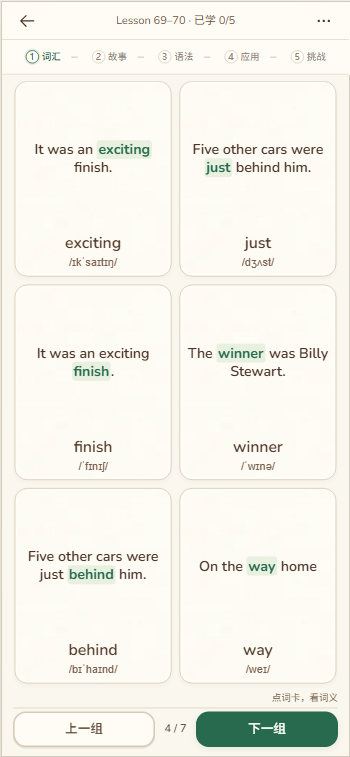 Lesson 69–70 · 已学 0/5
1 词汇 – 2 故事 – 3 语法 – 4 应用 – 5 挑战
It was an exciting
finish.
exciting
/ɪkˈsaɪtɪŋ/
Five other cars were
just behind him.
just
/dʒʌst/
It was an exciting
finish.
finish
/ˈfɪnɪʃ/
The winner was Billy
Stewart.
winner
/ˈwɪnə/
Five other cars were
just behind him.
behind
/bɪˈhaɪnd/
On the way home
way
/weɪ/
点词卡，看词义
上一组
4 / 7
下一组